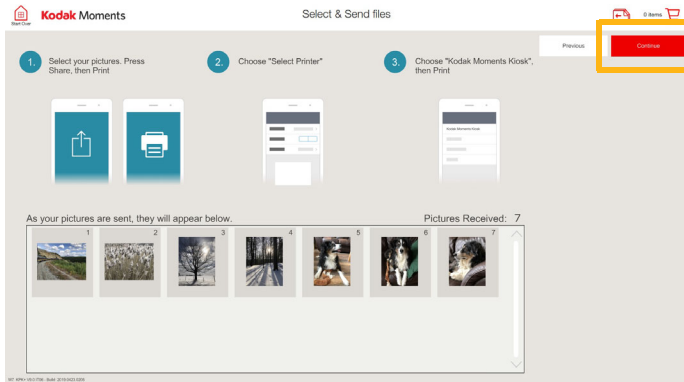 Start Over
Kodak Moments
Select & Send files
0 items
Previous
Continue
1. Select your pictures. Press
Share, then Print
2. Choose "Select Printer"
3. Choose "Kodak Moments Kiosk",
then Print
Kodak Moments Kiosk
As your pictures are sent, they will appear below.
Pictures Received: 7
1
2
3
4
5
6
7